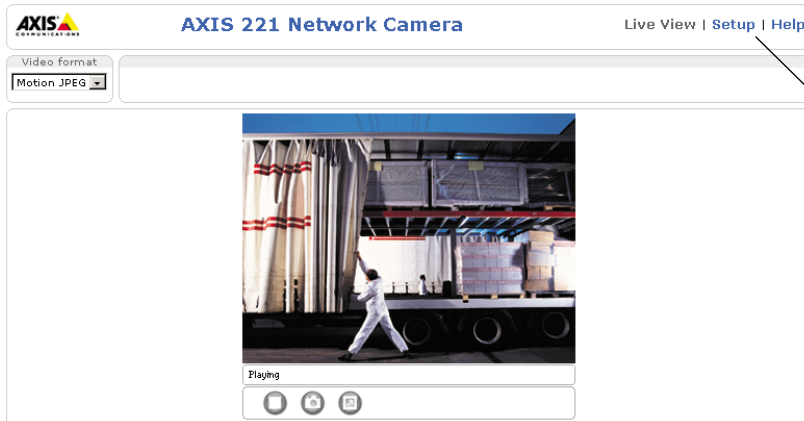 AXIS
COMMUNICATIONS
AXIS 221 Network Camera
Live View | Setup | Help
Video format
Motion JPEG
Playing